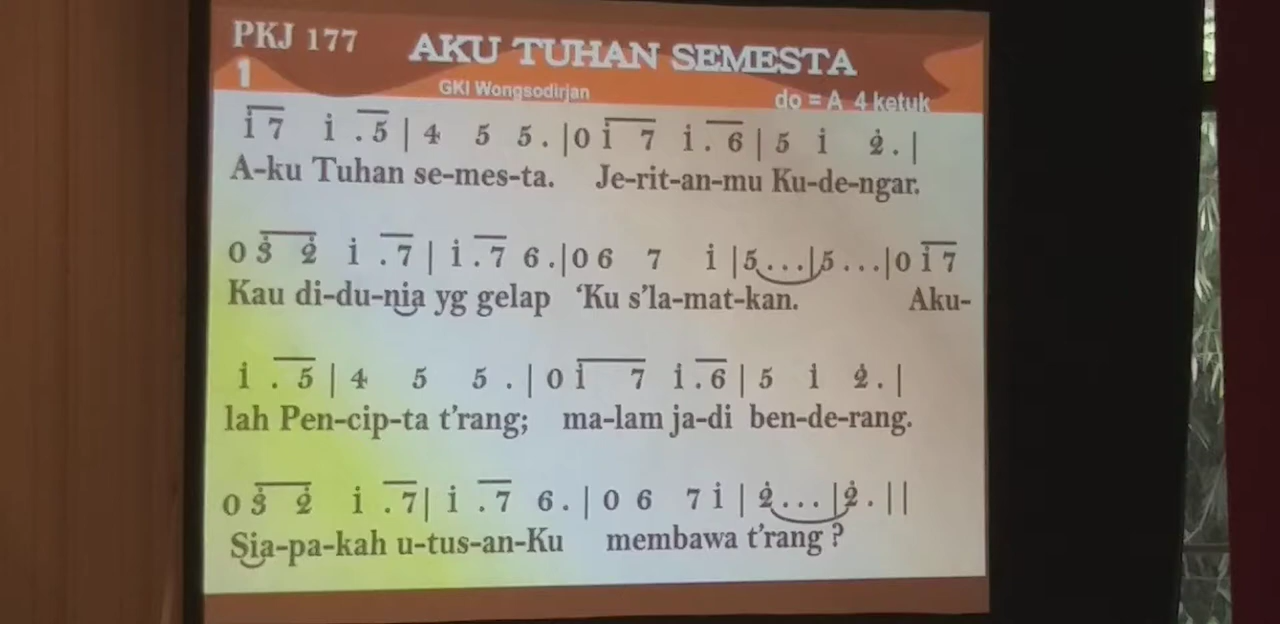 PKJ 177 AKU TUHAN SEMESTA
1 GKI Wongsodirjan do = A 4 ketuk
i̇ 7 i̇ . 5 | 4 5 5 . | 0 i̇ 7 i̇ . 6 | 5 i̇ 2̇ . |
A-ku Tuhan se-mes-ta. Je-rit-an-mu Ku-de-ngar.
0 3̇ 2̇ i̇ . 7 | i̇ . 7 6 . | 0 6 7 i̇ | 5 . . . | 5 . . . | 0 i̇ 7
Kau di-du-nia yg gelap ‘Ku s’la-mat-kan. Aku-
i̇ . 5 | 4 5 5 . | 0 i̇ 7 i̇ . 6 | 5 i̇ 2̇ . |
lah Pen-cip-ta t’rang; ma-lam ja-di ben-de-rang.
0 3̇ 2̇ i̇ . 7 | i̇ . 7 6 . | 0 6 7 i̇ | 2̇ . . . | 2̇ . | |
Sia-pa-kah u-tus-an-Ku membawa t’rang ?